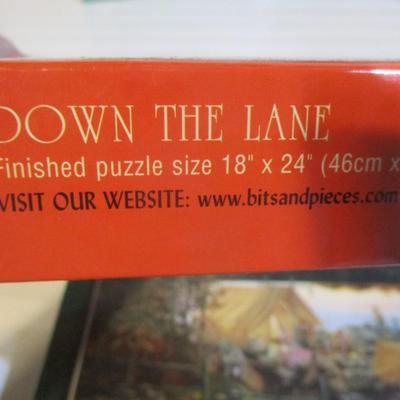 DOWN THE LANE
Finished puzzle size 18" x 24" (46cm x
VISIT OUR WEBSITE: www.bitsandpieces.com